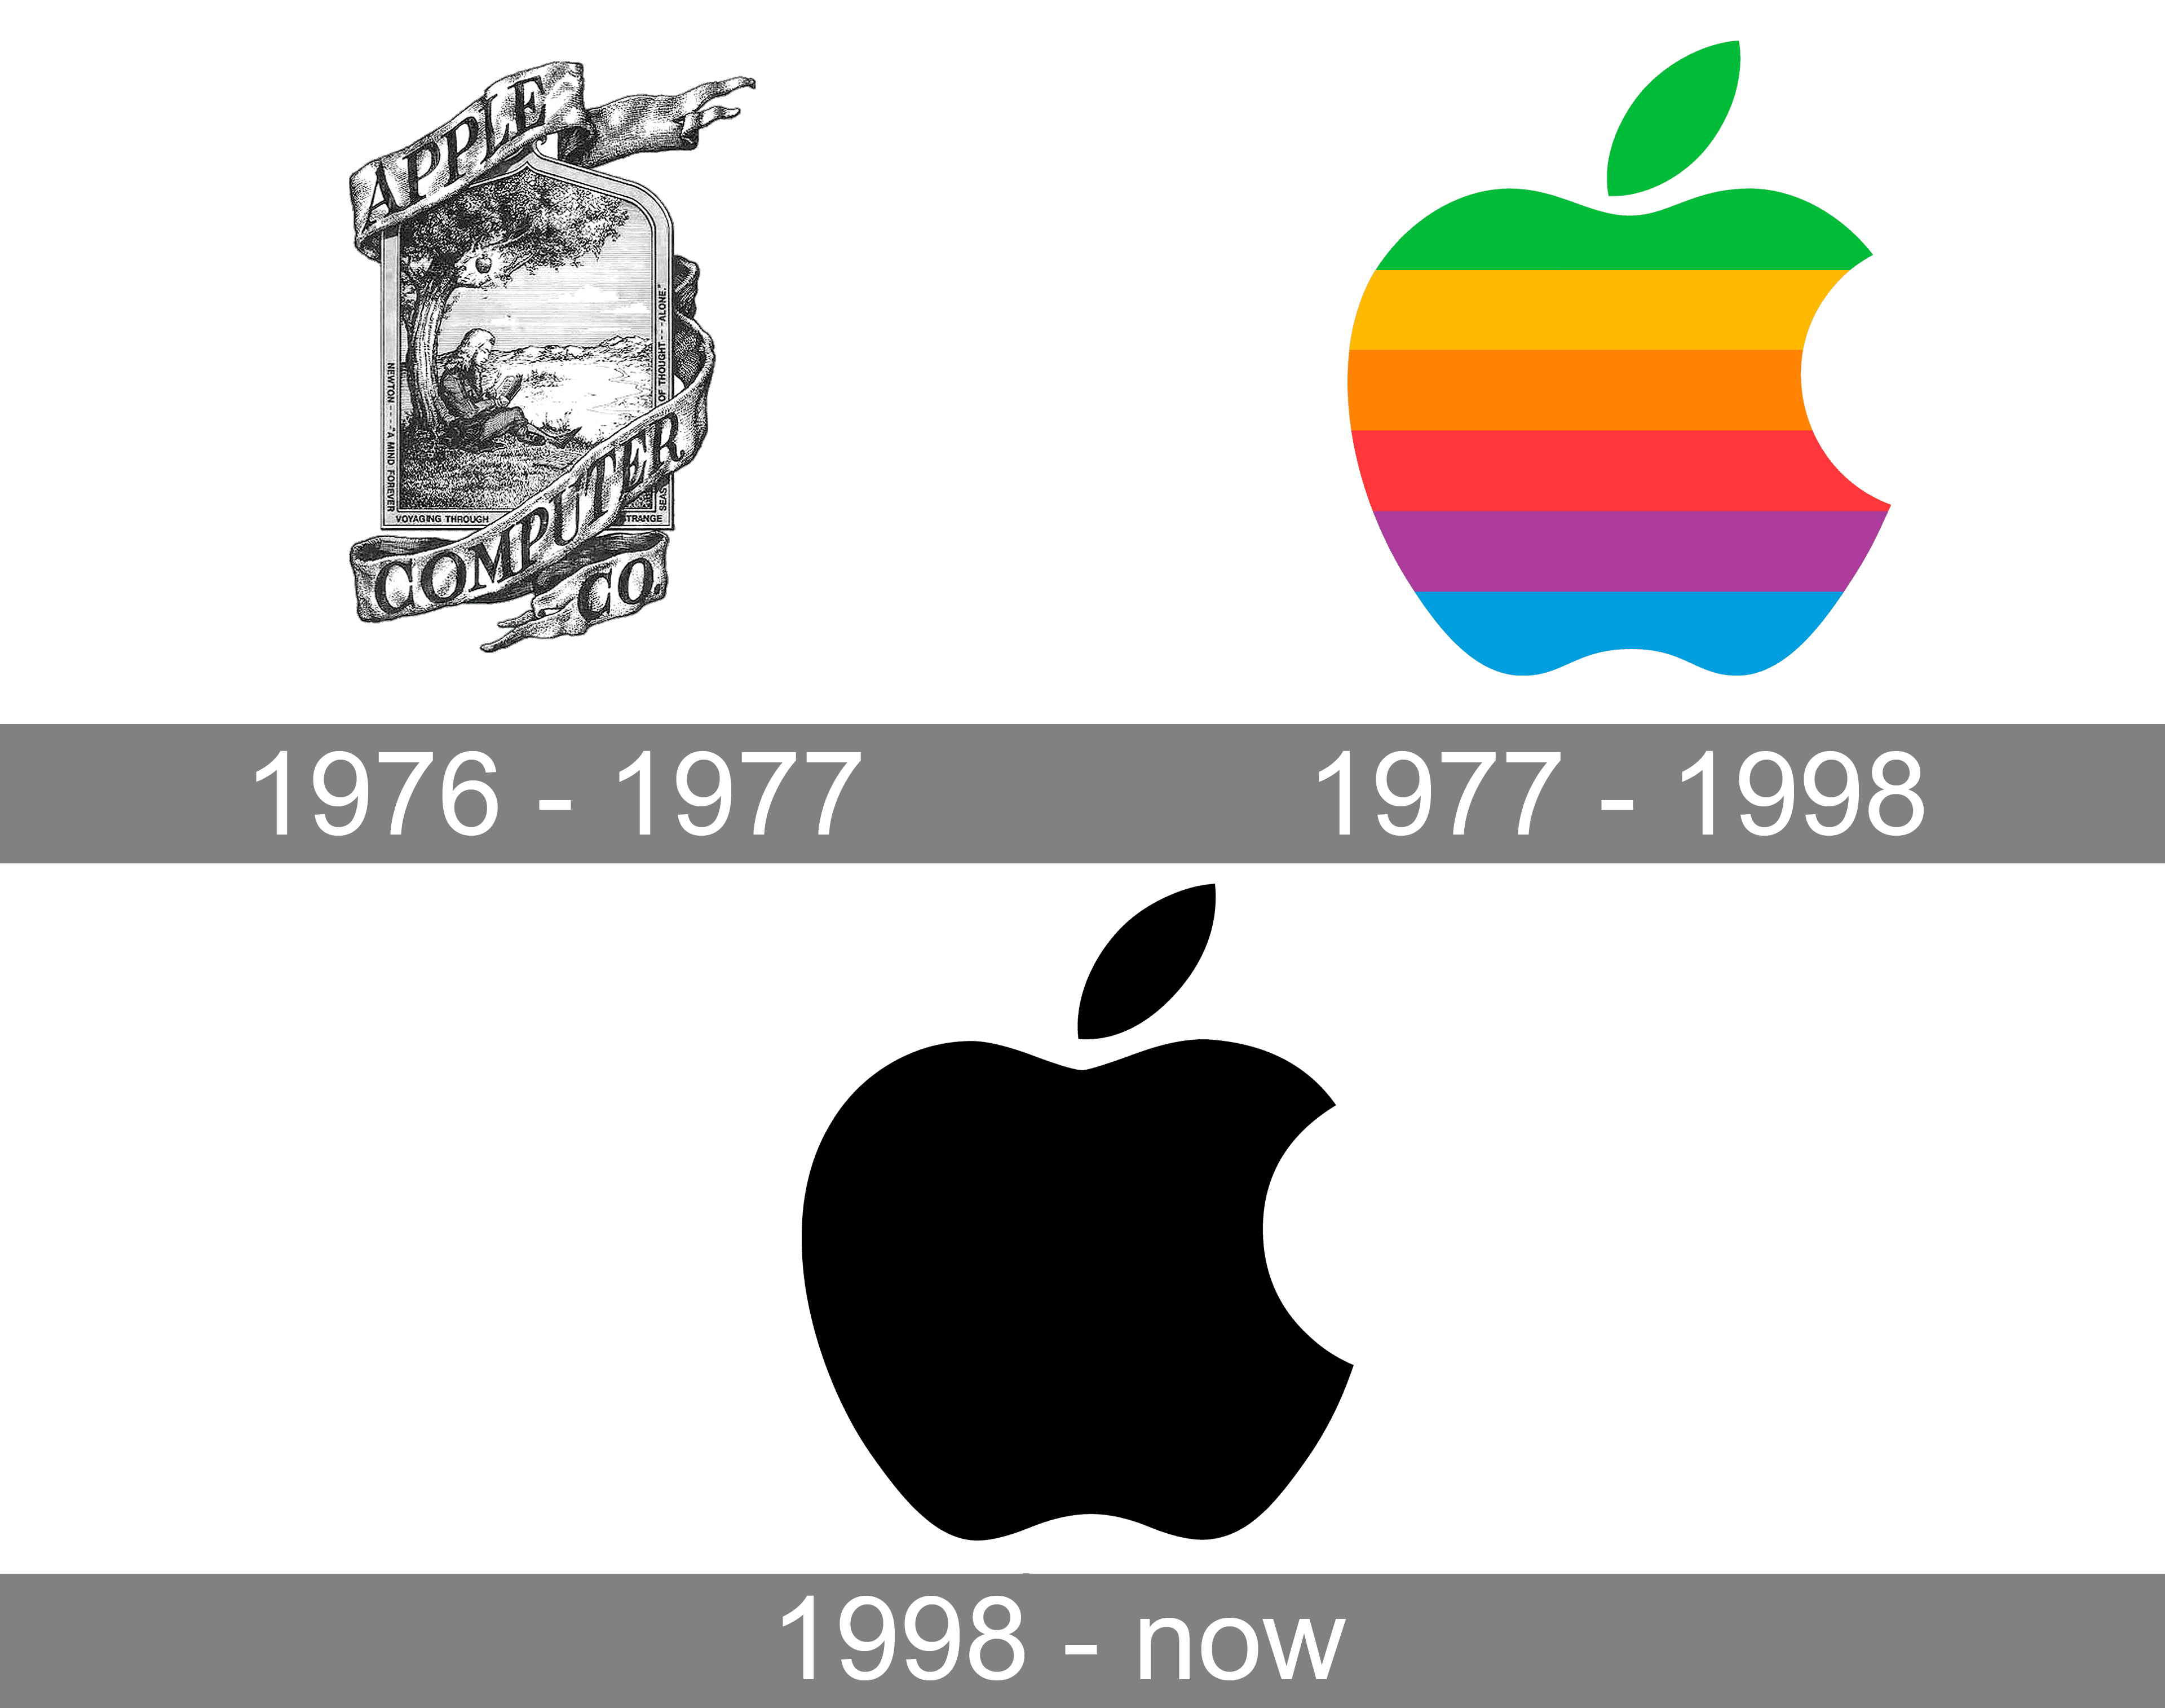 APPLE
NEWTON --- "A MIND FOREVER
VOYAGING THROUGH
STRANGE
SEAS
OF THOUGHT -- ALONE."
COMPUTER
CO.
1976 - 1977
1977 - 1998
1998 - now